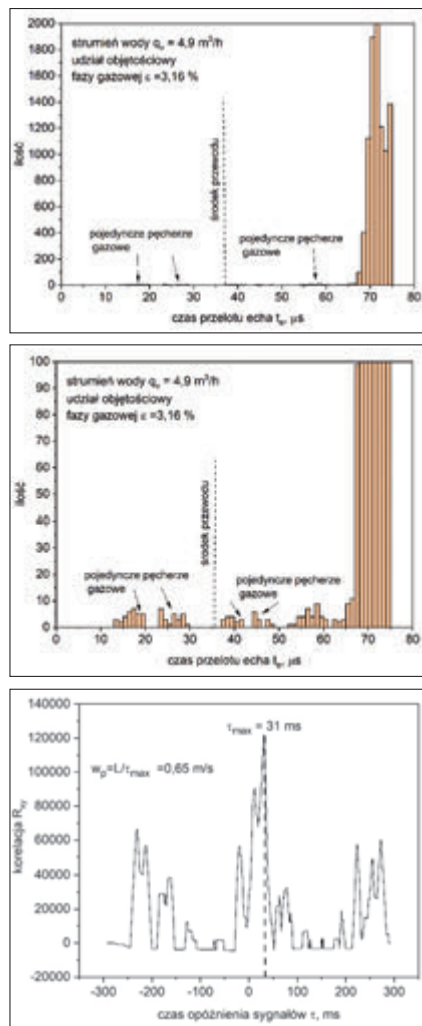 strumień wody qᵥ = 4,9 m³/h
udział objętościowy
fazy gazowej ε =3,16 %
środek przewodu
pojedyncze pęcherze
gazowe
pojedyncze pęcherze
gazowe
ilość
2000
1800
1600
1400
1200
1000
800
600
400
200
0
0 10 20 30 40 50 60 70 80
czas przelotu echa tₑ, µs
strumień wody qᵥ = 4,9 m³/h
udział objętościowy
fazy gazowej ε =3,16 %
środek przewodu
pojedyncze pęcherze
gazowe
pojedyncze pęcherze
gazowe
ilość
100
90
80
70
60
50
40
30
20
10
0
0 10 20 30 40 50 60 70 80
czas przelotu echa tₑ, µs
τmax = 31 ms
wₚ=L/τmax =0,65 m/s
korelacja Rxy
140000
120000
100000
80000
60000
40000
20000
0
-20000
-300 -200 -100 0 100 200 300
czas opóźnienia sygnałów τ, ms